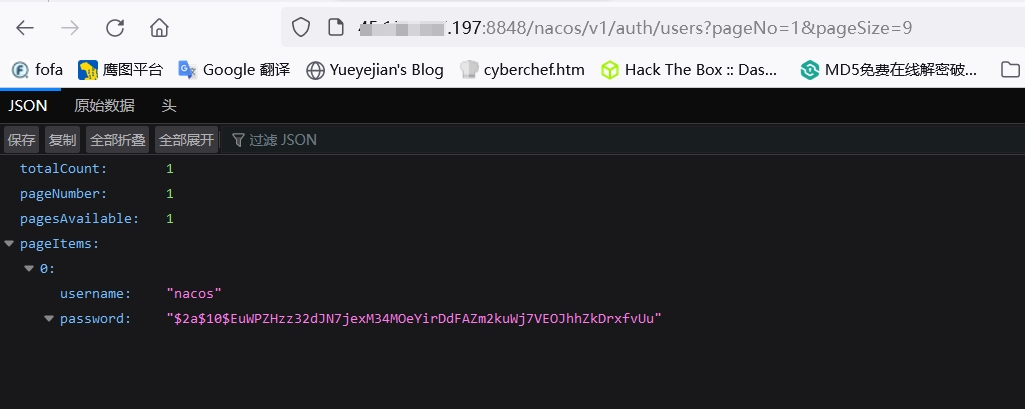 .197:8848/nacos/v1/auth/users?pageNo=1&pageSize=9
fofa 鹰图平台 Google 翻译 Yueyejian's Blog cyberchef.htm Hack The Box :: Das... MD5免费在线解密破...
JSON 原始数据 头
保存 复制 全部折叠 全部展开 过滤 JSON
totalCount: 1
pageNumber: 1
pagesAvailable: 1
pageItems:
0:
username: "nacos"
password: "$2a$10$EuWPZHzz32dJN7jexM34MOeYirDdFAZm2kuWj7VEOJhhZkDrxfvUu"